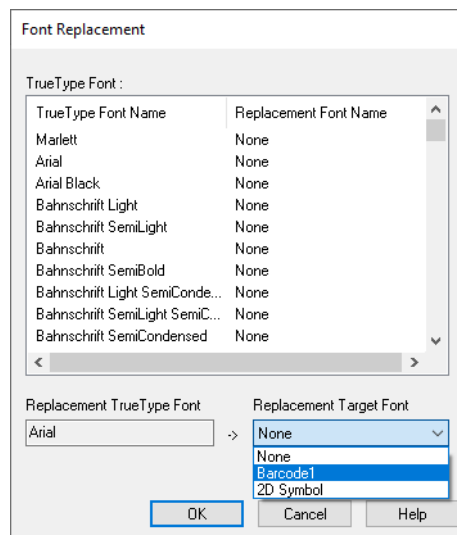 Font Replacement
TrueType Font :
TrueType Font Name Replacement Font Name
Marlett None
Arial None
Arial Black None
Bahnschrift Light None
Bahnschrift SemiLight None
Bahnschrift None
Bahnschrift SemiBold None
Bahnschrift Light SemiConde... None
Bahnschrift SemiLight SemiC... None
Bahnschrift SemiCondensed None
Replacement TrueType Font Replacement Target Font
Arial -> None
None
Barcode1
2D Symbol
OK Cancel Help